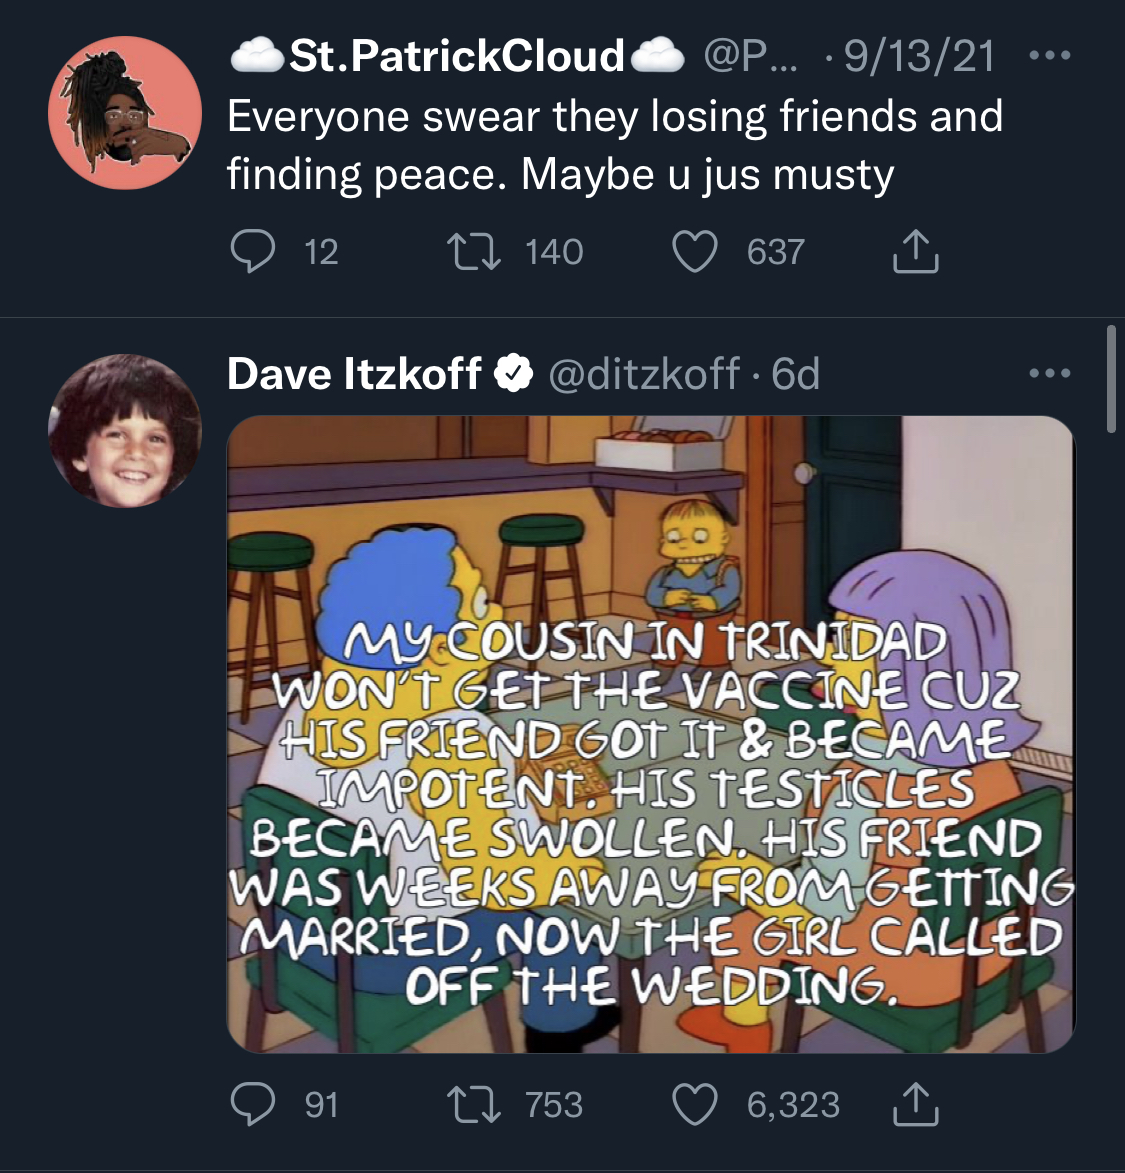 ☁️St.PatrickCloud☁️ @P... · 9/13/21
Everyone swear they losing friends and
finding peace. Maybe u jus musty
12 140 637
Dave Itzkoff @ditzkoff · 6d
MY COUSIN IN TRINIDAD
WON'T GET THE VACCINE CUZ
HIS FRIEND GOT IT & BECAME
IMPOTENT. HIS TESTICLES
BECAME SWOLLEN. HIS FRIEND
WAS WEEKS AWAY FROM GETTING
MARRIED, NOW THE GIRL CALLED
OFF THE WEDDING.
91 753 6,323